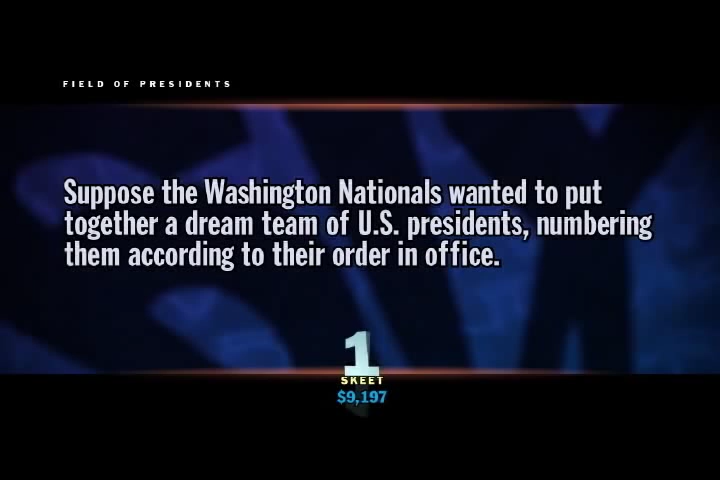 FIELD OF PRESIDENTS
Suppose the Washington Nationals wanted to put
together a dream team of U.S. presidents, numbering
them according to their order in office.
1
SKEET
$9,197